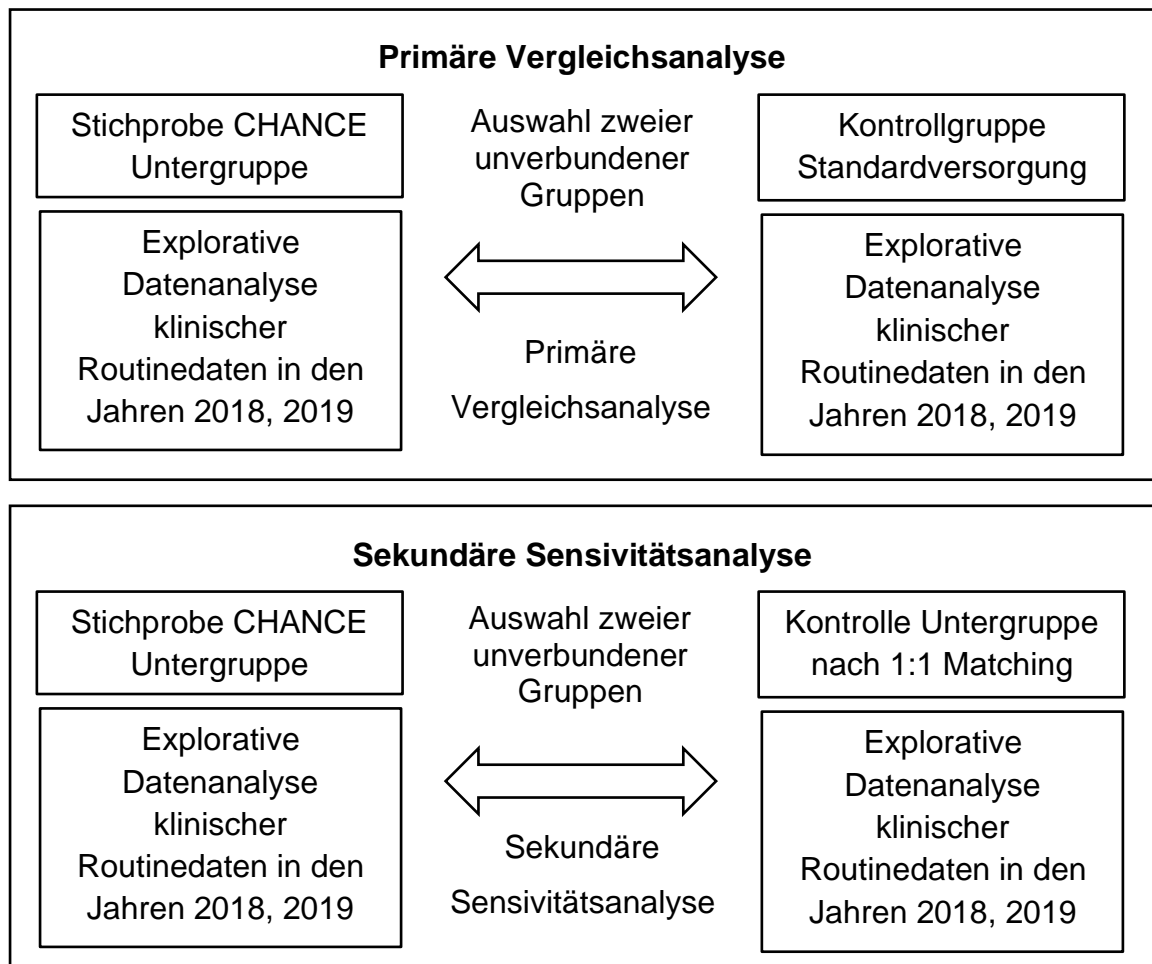 Primäre Vergleichsanalyse
Stichprobe CHANCE
Untergruppe
Explorative
Datenanalyse
klinischer
Routinedaten in den
Jahren 2018, 2019
Auswahl zweier
unverbundener
Gruppen
Primäre
Vergleichsanalyse
Kontrollgruppe
Standardversorgung
Explorative
Datenanalyse
klinischer
Routinedaten in den
Jahren 2018, 2019
Sekundäre Sensivitätsanalyse
Stichprobe CHANCE
Untergruppe
Explorative
Datenanalyse
klinischer
Routinedaten in den
Jahren 2018, 2019
Auswahl zweier
unverbundener
Gruppen
Sekundäre
Sensivitätsanalyse
Kontrolle Untergruppe
nach 1:1 Matching
Explorative
Datenanalyse
klinischer
Routinedaten in den
Jahren 2018, 2019